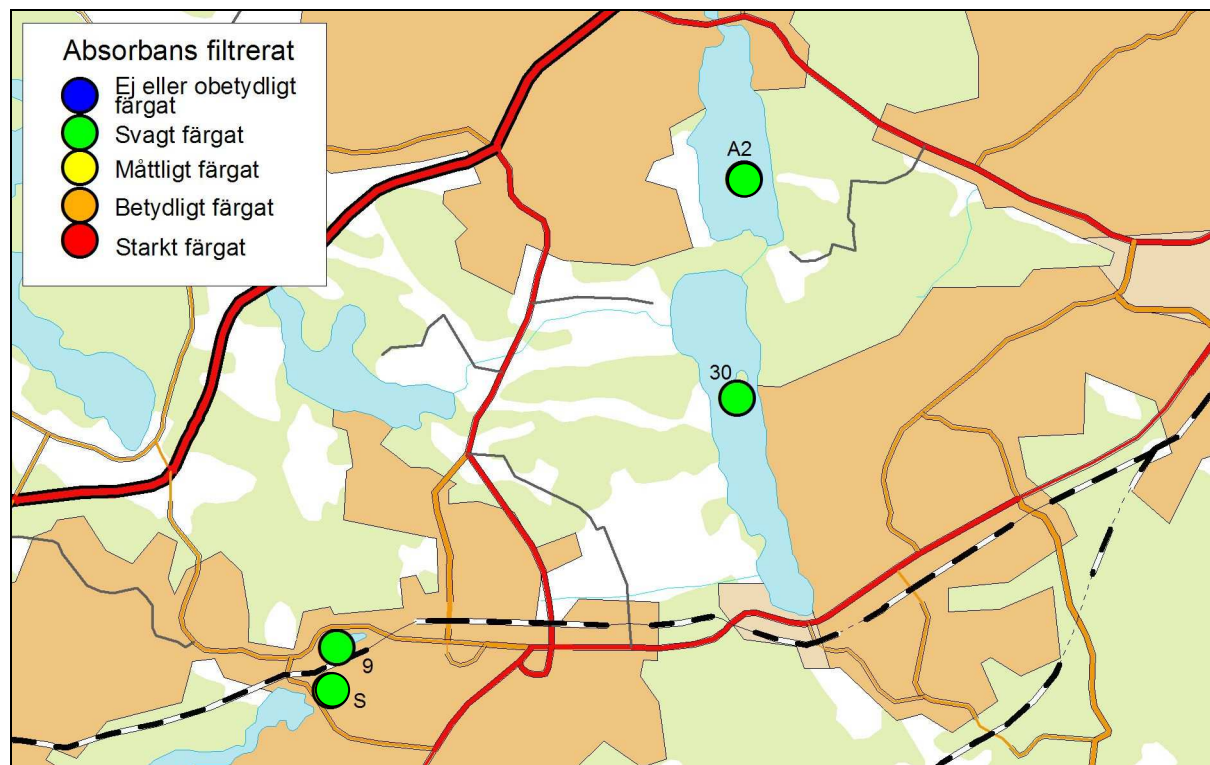 Absorbans filtrerat
Ej eller obetydligt
färgat
Svagt färgat
Måttligt färgat
Betydligt färgat
Starkt färgat
A2
30
9
S